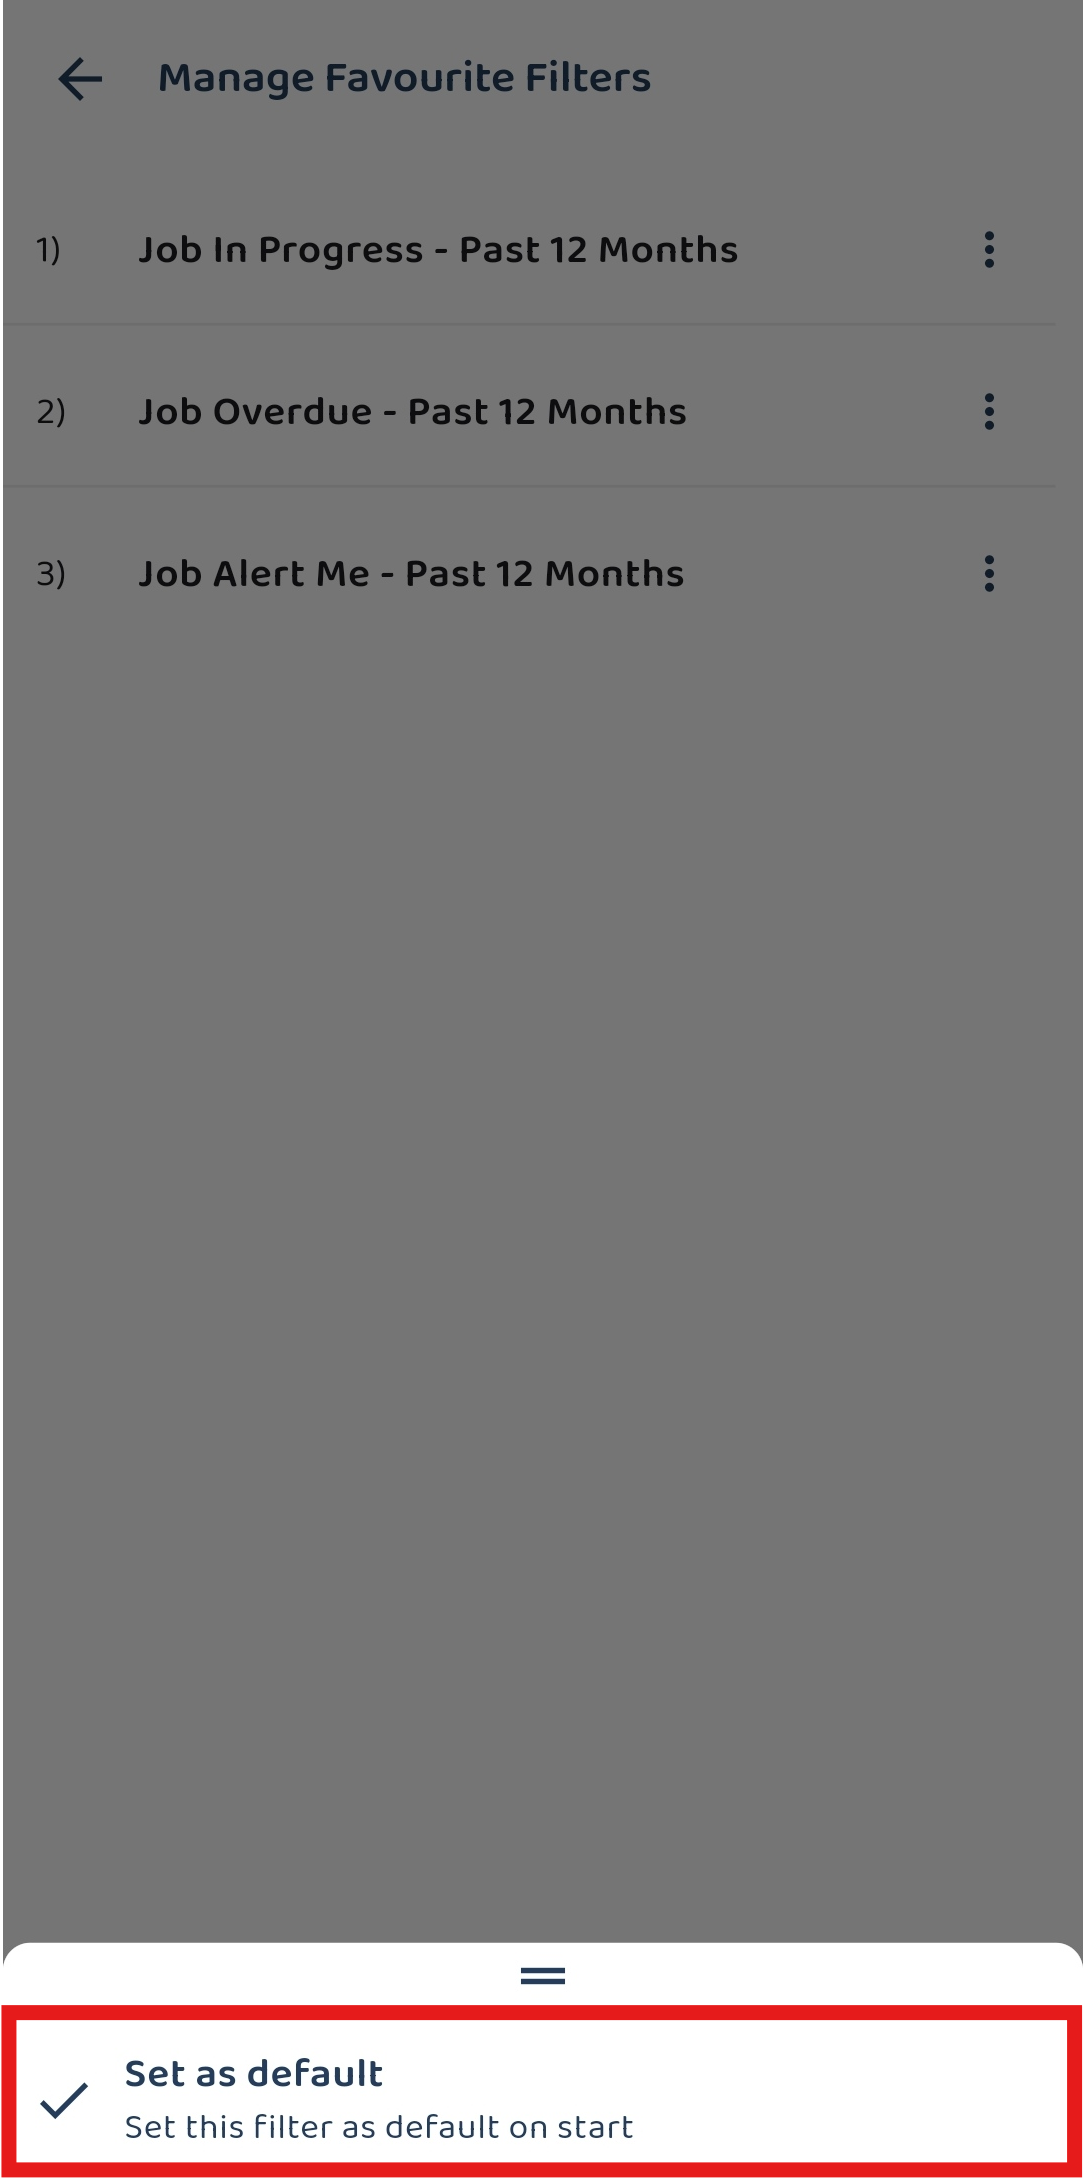 Manage Favourite Filters
1) Job In Progress - Past 12 Months
2) Job Overdue - Past 12 Months
3) Job Alert Me - Past 12 Months
Set as default
Set this filter as default on start